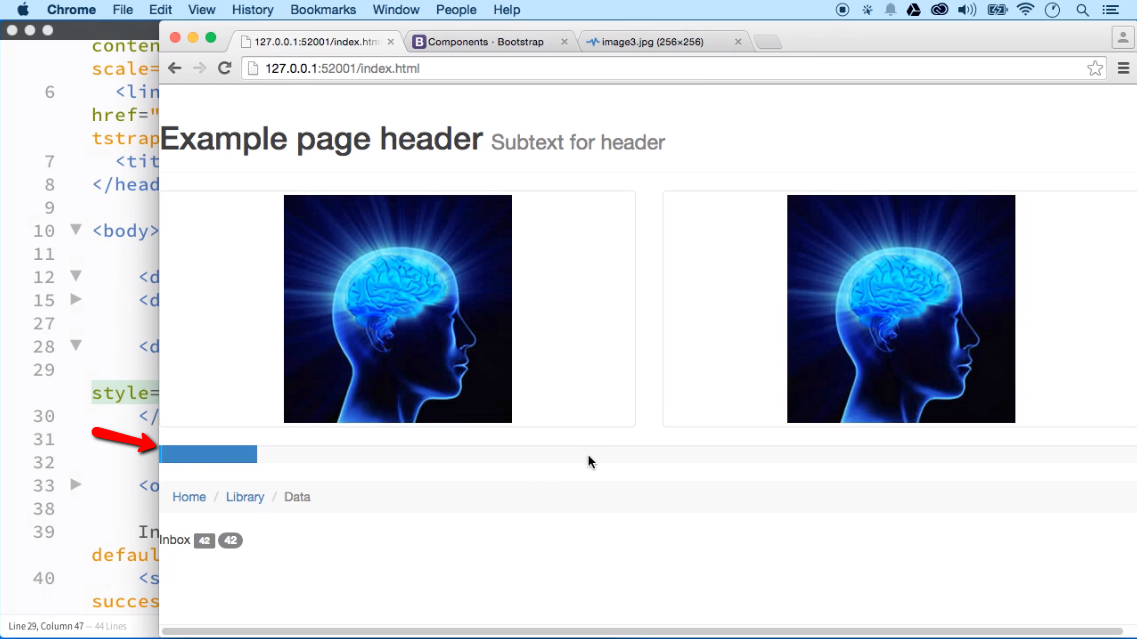 Chrome File Edit View History Bookmarks Window People Help
127.0.0.1:52001/index.htm Components · Bootstrap image3.jpg (256×256)
127.0.0.1:52001/index.html
conten
scale=
6 <lin
href="
tstrap
7 <tit
8 </head
9
10 <body>
11
12 <d
15 <d
27
28 <d
29
style=
30 </
31
32
33 <o
38
39 In
defaul
40 <s
succes
Line 29, Column 47 — 44 Lines
Example page header Subtext for header
Home / Library / Data
Inbox 42 42